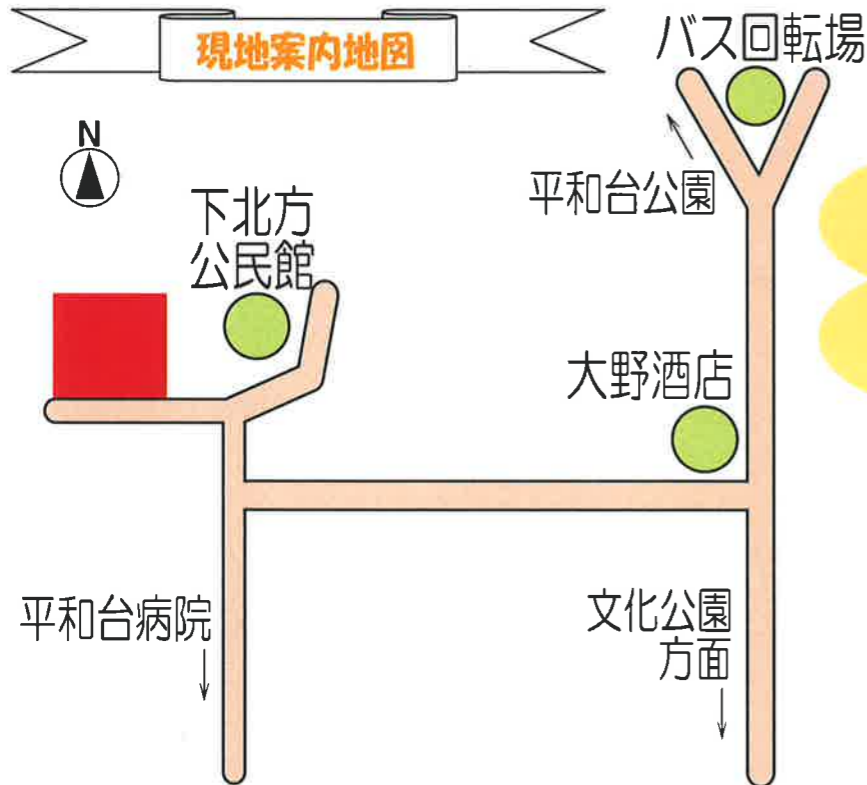 現地案内地図
バス回転場
N
平和台公園
下北方
公民館
大野酒店
平和台病院
文化公園
方面